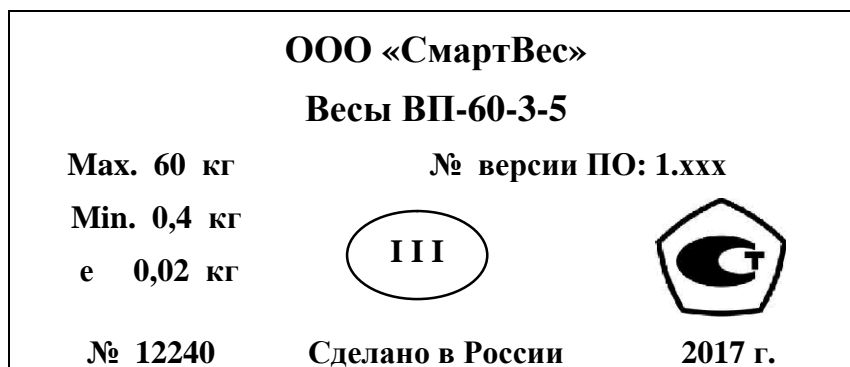 ООО «СмартВес»
Весы ВП-60-3-5
Max. 60 кг № версии ПО: 1.xxx
Min. 0,4 кг
III
e 0,02 кг
№ 12240 Сделано в России 2017 г.